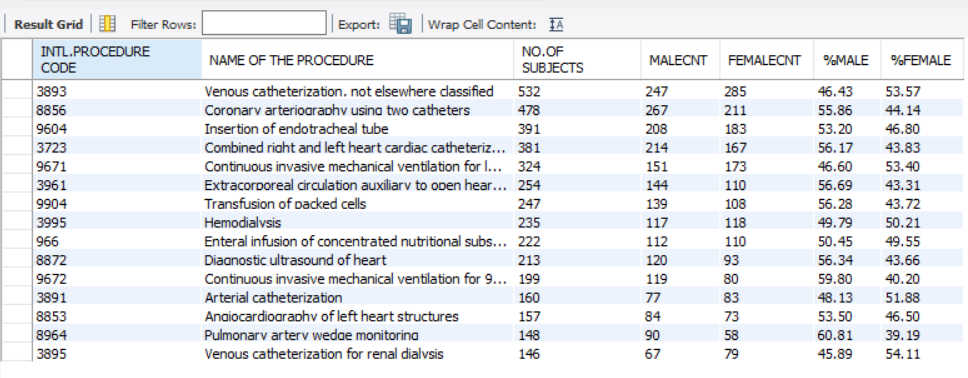 Result Grid Filter Rows: Export: Wrap Cell Content:
INTL.PROCEDURE CODE NAME OF THE PROCEDURE NO.OF SUBJECTS MALECNT FEMALECNT %MALE %FEMALE
3893 Venous catheterization, not elsewhere classified 532 247 285 46.43 53.57
8856 Coronary arteriography using two catheters 478 267 211 55.86 44.14
9604 Insertion of endotracheal tube 391 208 183 53.20 46.80
3723 Combined right and left heart cardiac catheteriz... 381 214 167 56.17 43.83
9671 Continuous invasive mechanical ventilation for l... 324 151 173 46.60 53.40
3961 Extracorporeal circulation auxiliary to open hear... 254 144 110 56.69 43.31
9904 Transfusion of packed cells 247 139 108 56.28 43.72
3995 Hemodialysis 235 117 118 49.79 50.21
966 Enteral infusion of concentrated nutritional subs... 222 112 110 50.45 49.55
8872 Diagnostic ultrasound of heart 213 120 93 56.34 43.66
9672 Continuous invasive mechanical ventilation for 9... 199 119 80 59.80 40.20
3891 Arterial catheterization 160 77 83 48.13 51.88
8853 Angiocardiography of left heart structures 157 84 73 53.50 46.50
8964 Pulmonary artery wedge monitoring 148 90 58 60.81 39.19
3895 Venous catheterization for renal dialysis 146 67 79 45.89 54.11